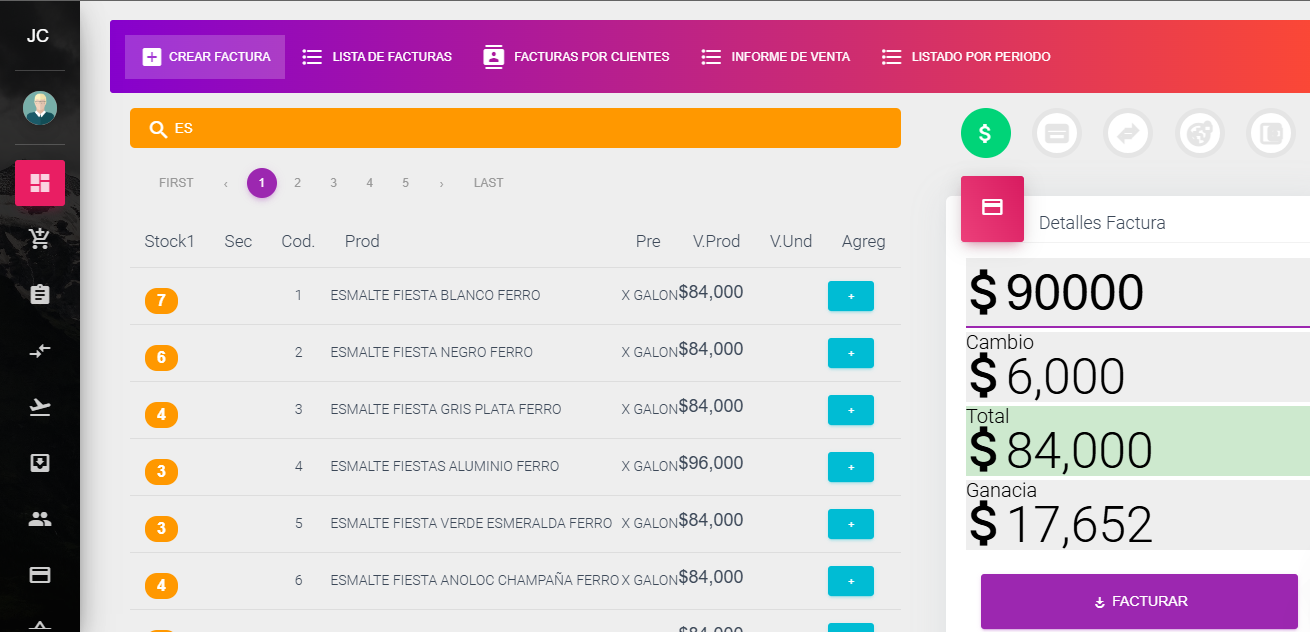 JC
CREAR FACTURA LISTA DE FACTURAS FACTURAS POR CLIENTES INFORME DE VENTA LISTADO POR PERIODO
ES
FIRST ‹ 1 2 3 4 5 › LAST
Stock1 Sec Cod. Prod Pre V.Prod V.Und Agreg
7 1 ESMALTE FIESTA BLANCO FERRO X GALON $84,000 +
6 2 ESMALTE FIESTA NEGRO FERRO X GALON $84,000 +
4 3 ESMALTE FIESTA GRIS PLATA FERRO X GALON $84,000 +
3 4 ESMALTE FIESTAS ALUMINIO FERRO X GALON $96,000 +
3 5 ESMALTE FIESTA VERDE ESMERALDA FERRO X GALON $84,000 +
4 6 ESMALTE FIESTA ANOLOC CHAMPAÑA FERRO X GALON $84,000 +
$84,000
$
Detalles Factura
$ 90000
Cambio
$ 6,000
Total
$ 84,000
Ganacia
$ 17,652
FACTURAR